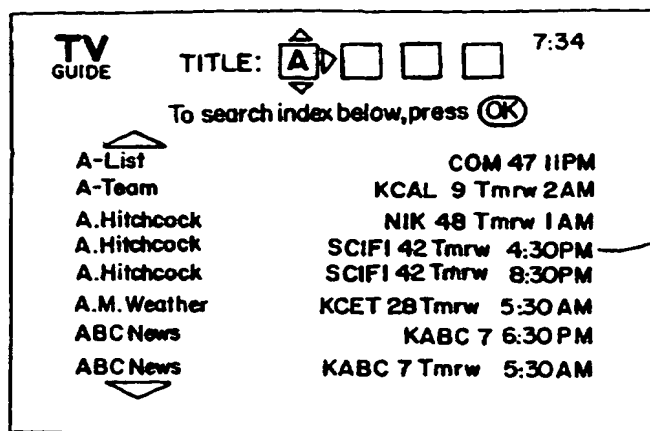 TV GUIDE TITLE: A 7:34
To search index below, press OK
A-List COM 47 11PM
A-Team KCAL 9 Tmrw 2AM
A.Hitchcock NIK 48 Tmrw 1AM
A.Hitchcock SCIFI 42 Tmrw 4:30PM
A.Hitchcock SCIFI 42 Tmrw 8:30PM
A.M.Weather KCET 28 Tmrw 5:30AM
ABC News KABC 7 6:30PM
ABC News KABC 7 Tmrw 5:30AM